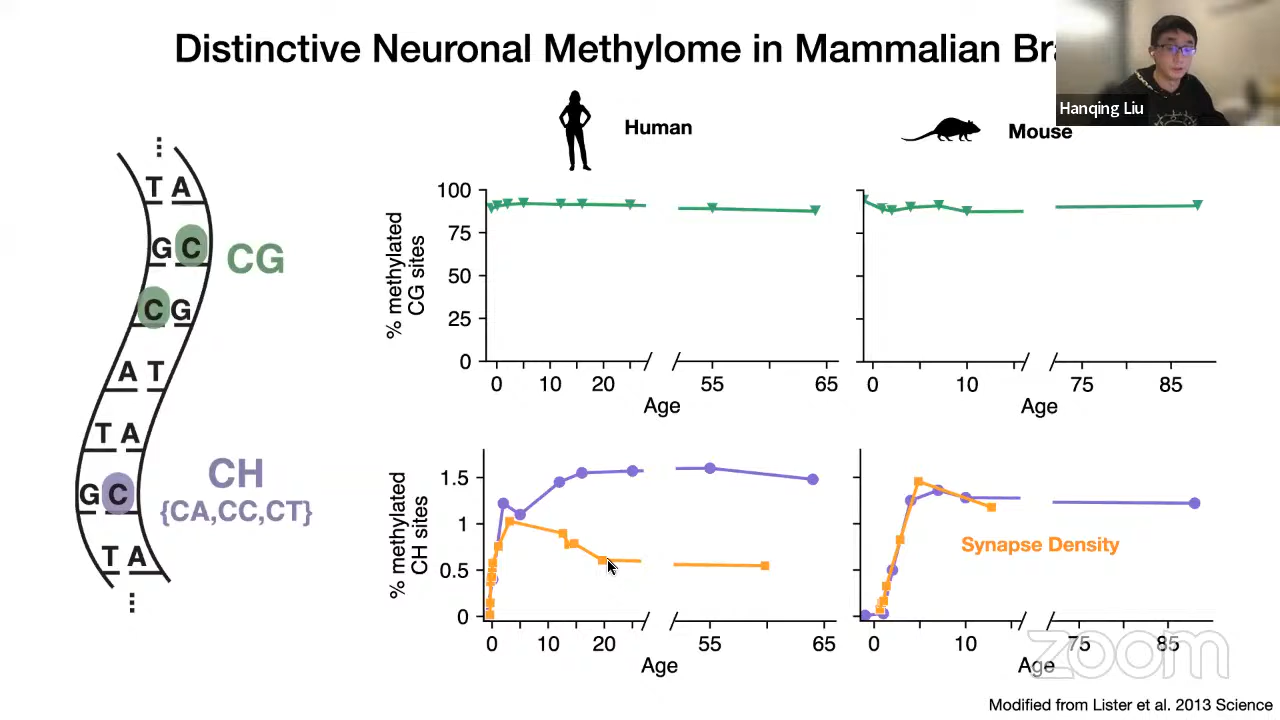 Distinctive Neuronal Methylome in Mammalian Bra
Hanqing Liu
Human
Mouse
⋮
T A
G C
CG
C G
A T
T A
G C
CH
{CA,CC,CT}
T A
⋮
% methylated
CG sites
100
75
50
25
0
0 10 20 55 65
Age
0 10 75 85
Age
% methylated
CH sites
1.5
1
0.5
0
0 10 20 55 65
Age
Synapse Density
0 10 75 85
Age
zoom
Modified from Lister et al. 2013 Science